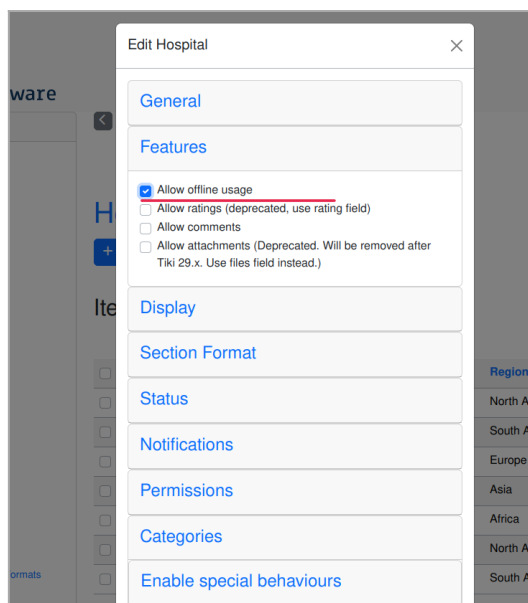 Edit Hospital
ware
General
Features
Allow offline usage
Allow ratings (deprecated, use rating field)
Allow comments
Allow attachments (Deprecated. Will be removed after
Tiki 29.x. Use files field instead.)
H
+
Ite
Display
Section Format
Status
Notifications
Permissions
Categories
Enable special behaviours
Region
North A
South A
Europe
Asia
Africa
North A
South A
ormats